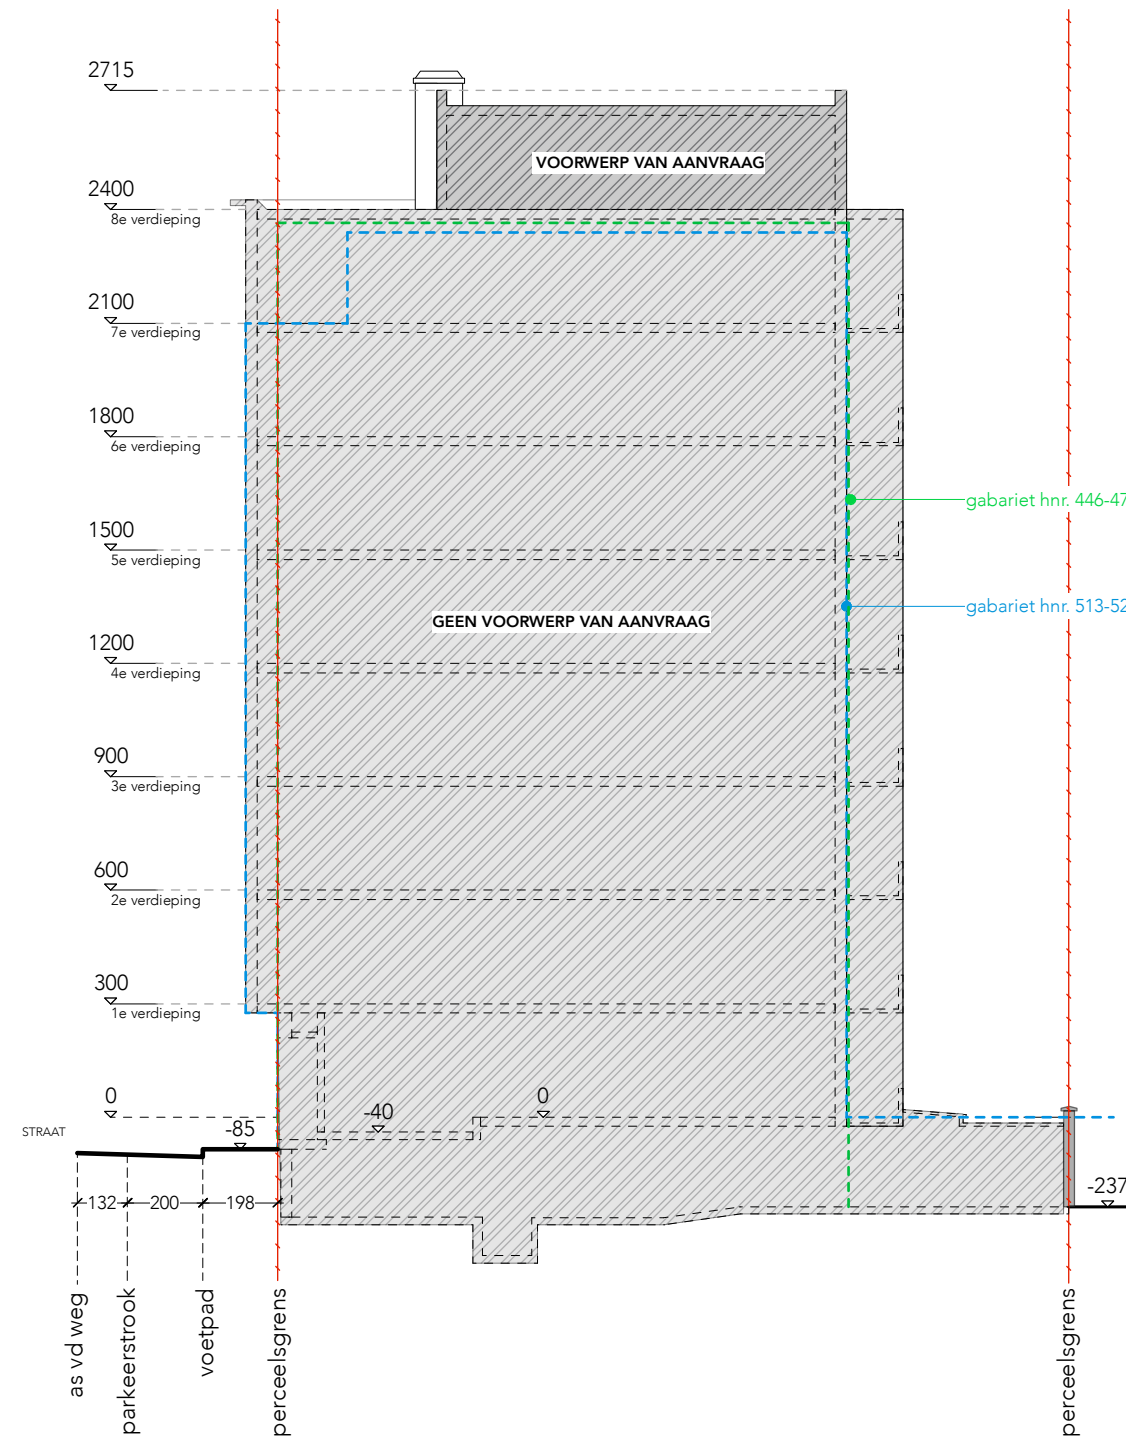 2715
VOORWERP VAN AANVRAAG
2400
8e verdieping
2100
7e verdieping
1800
6e verdieping
gabariet hnr. 446-47
1500
5e verdieping
gabariet hnr. 513-52
GEEN VOORWERP VAN AANVRAAG
1200
4e verdieping
900
3e verdieping
600
2e verdieping
300
1e verdieping
0
-40
0
STRAAT
-85
-237
132
200
198
as vd weg
parkeerstrook
voetpad
perceelsgrens
perceelsgrens